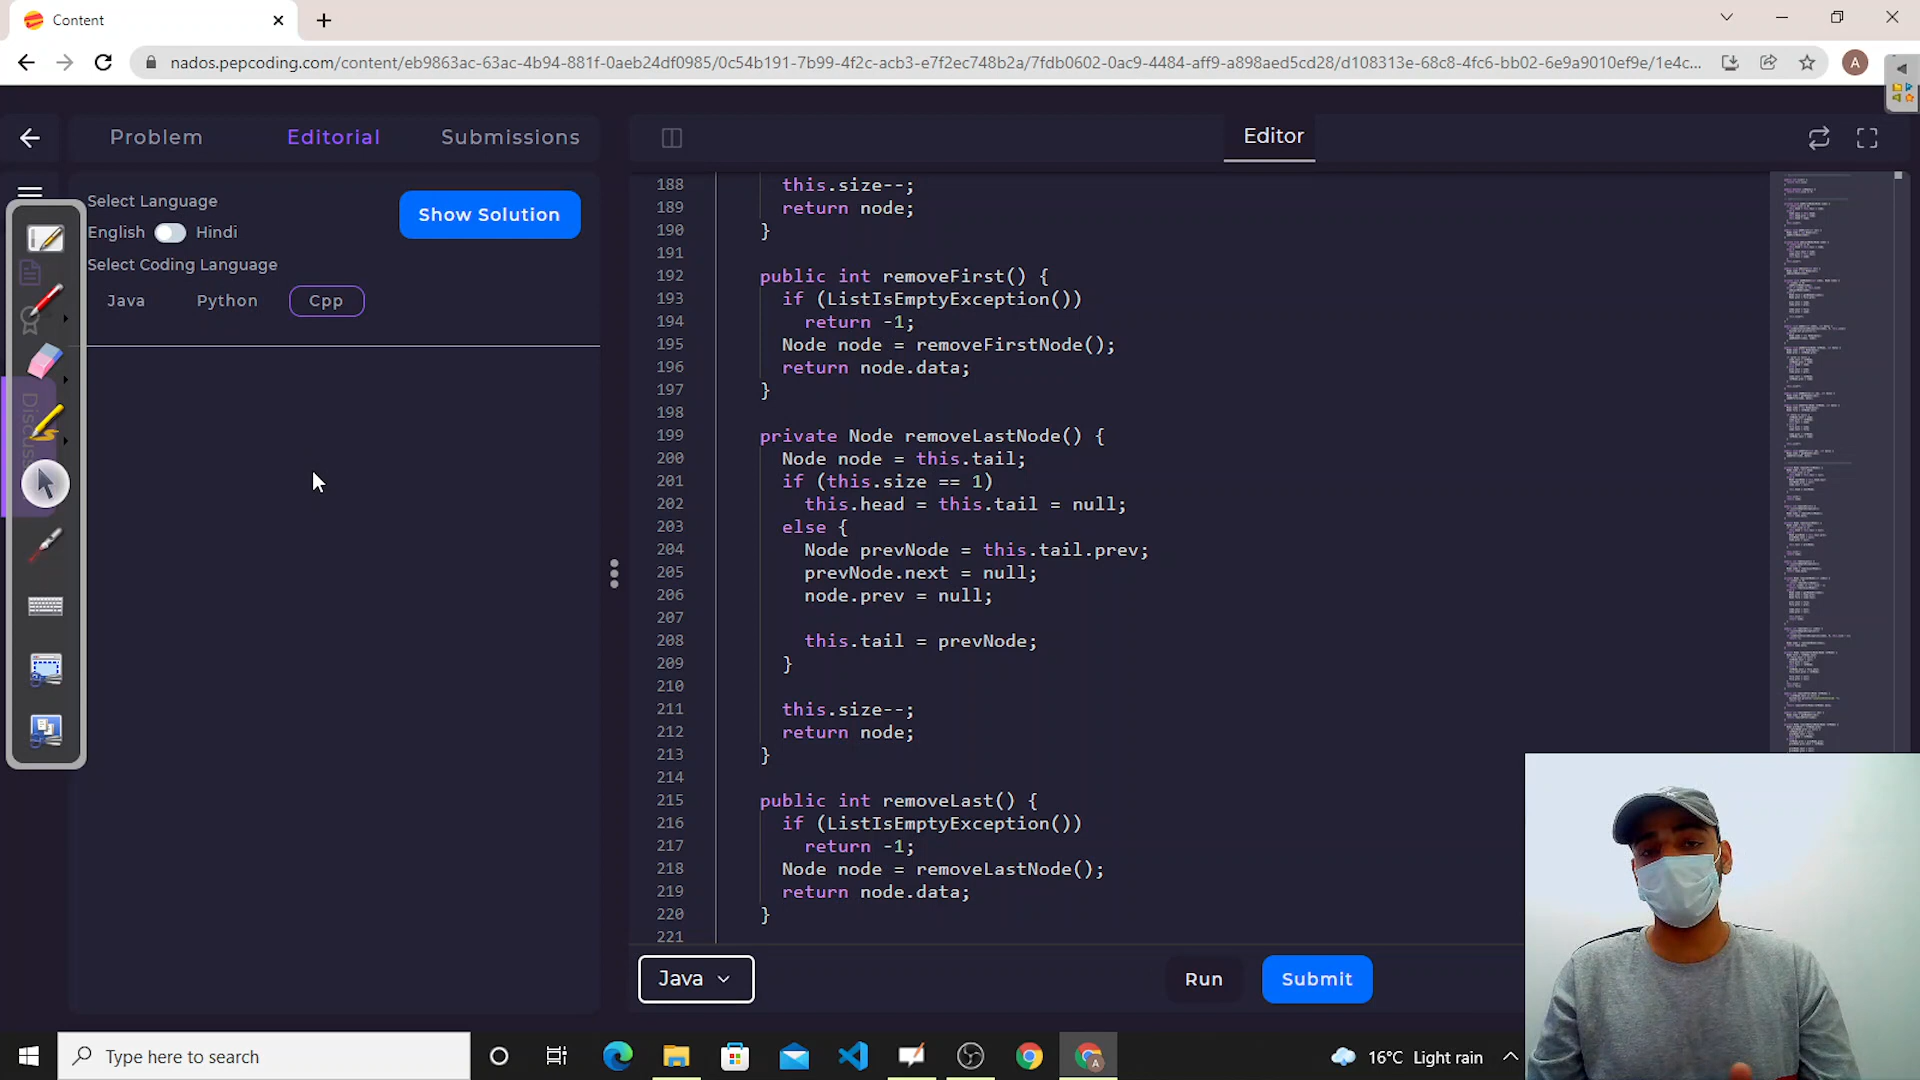 Content
nados.pepcoding.com/content/eb9863ac-63ac-4b94-881f-0aeb24df0985/0c54b191-7b99-4f2c-acb3-e7f2ec748b2a/7fdb0602-0ac9-4484-aff9-a898aed5cd28/d108313e-68c8-4fc6-bb02-6e9a9010ef9e/1e4c...
A
Problem Editorial Submissions
Editor
Select Language
Show Solution
English Hindi
Select Coding Language
Java Python Cpp
Discuss
188 this.size--;
189 return node;
190 }
191
192 public int removeFirst() {
193 if (ListIsEmptyException())
194 return -1;
195 Node node = removeFirstNode();
196 return node.data;
197 }
198
199 private Node removeLastNode() {
200 Node node = this.tail;
201 if (this.size == 1)
202 this.head = this.tail = null;
203 else {
204 Node prevNode = this.tail.prev;
205 prevNode.next = null;
206 node.prev = null;
207
208 this.tail = prevNode;
209 }
210
211 this.size--;
212 return node;
213 }
214
215 public int removeLast() {
216 if (ListIsEmptyException())
217 return -1;
218 Node node = removeLastNode();
219 return node.data;
220 }
221
Java
Run
Submit
Type here to search
16°C Light rain